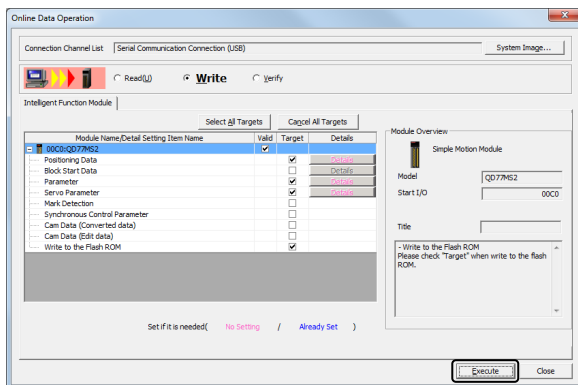 Online Data Operation
Connection Channel List Serial Communication Connection (USB) System Image...
Read(U) Write Verify
Intelligent Function Module
Select All Targets Cancel All Targets
Module Name/Detail Setting Item Name Valid Target Details
00C0:QD77MS2
Positioning Data Details
Block Start Data Details
Parameter Details
Servo Parameter Details
Mark Detection
Synchronous Control Parameter
Cam Data (Converted data)
Cam Data (Edit data)
Write to the Flash ROM
Module Overview
Simple Motion Module
Model QD77MS2
Start I/O 00C0
Title
- Write to the Flash ROM
Please check "Target" when write to the flash
ROM.
Set if it is needed( No Setting / Already Set )
Execute Close